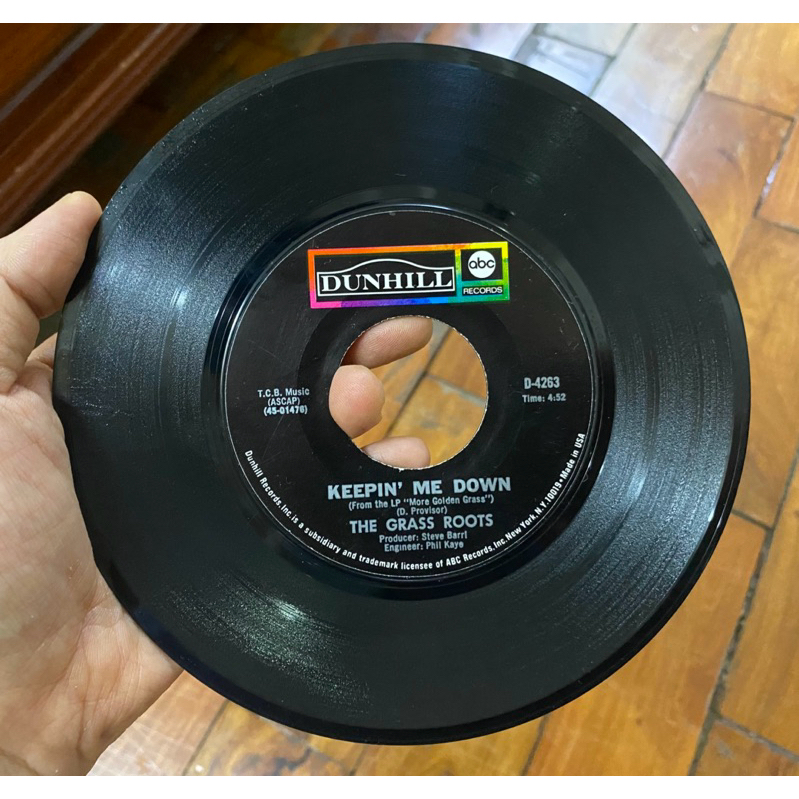 DUNHILL
abc
RECORDS
T.C.B. Music
(ASCAP)
(45-01478)
D-4263
Time: 4:52
KEEPIN' ME DOWN
(From the LP "More Golden Grass")
(D. Provisor)
THE GRASS ROOTS
Producer: Steve Barri
Engineer: Phil Kaye
Dunhill Records, Inc. is a subsidiary and trademark licensee of ABC Records, Inc. New York, N.Y. 10019 • Made in USA